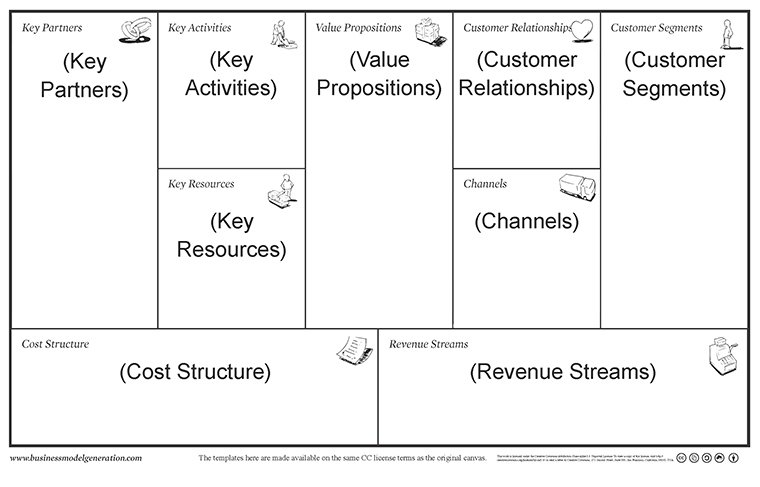 Key Partners
(Key
Partners)
Key Activities
(Key
Activities)
Value Propositions
(Value
Propositions)
Customer Relationships
(Customer
Relationships)
Customer Segments
(Customer
Segments)
Key Resources
(Key
Resources)
Channels
(Channels)
Cost Structure
(Cost Structure)
Revenue Streams
(Revenue Streams)
www.businessmodelgeneration.com
The templates here are made available on the same CC license terms as the original canvas.